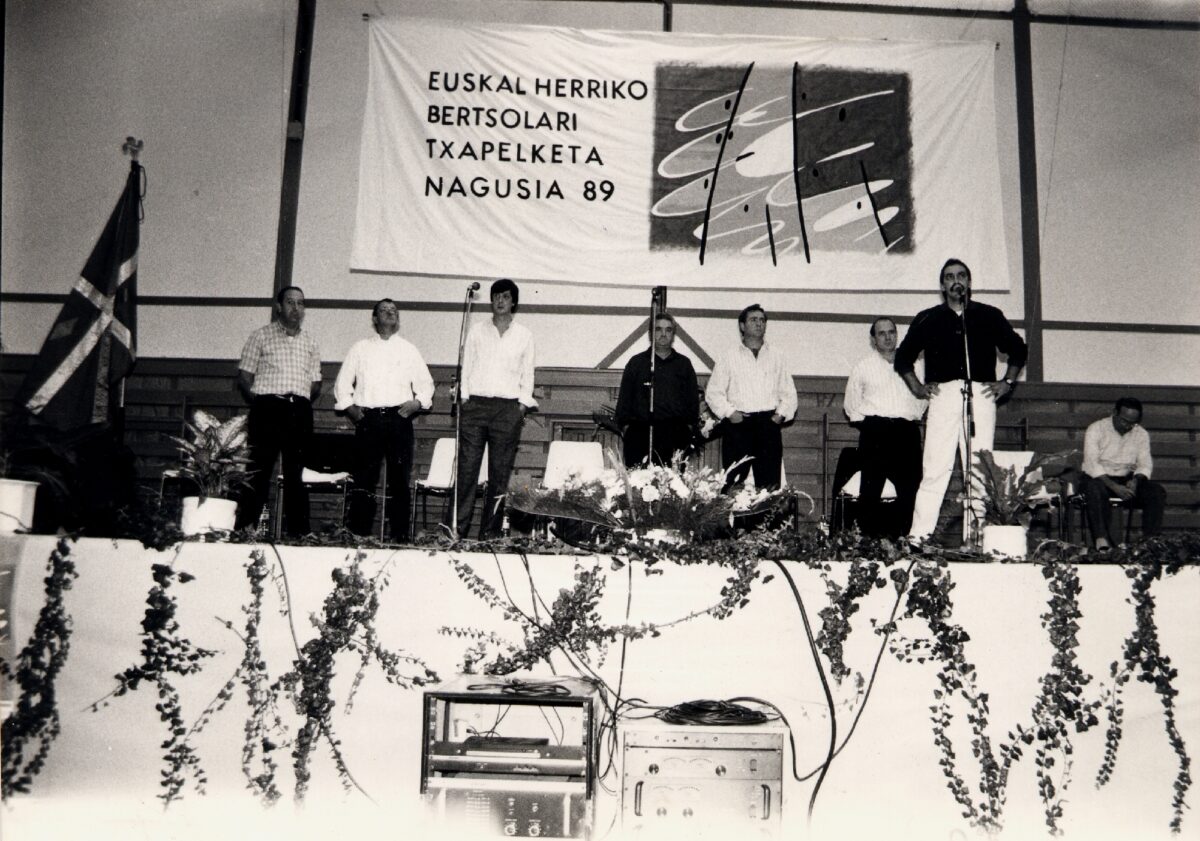 EUSKAL HERRIKO
BERTSOLARI
TXAPELKETA
NAGUSIA 89